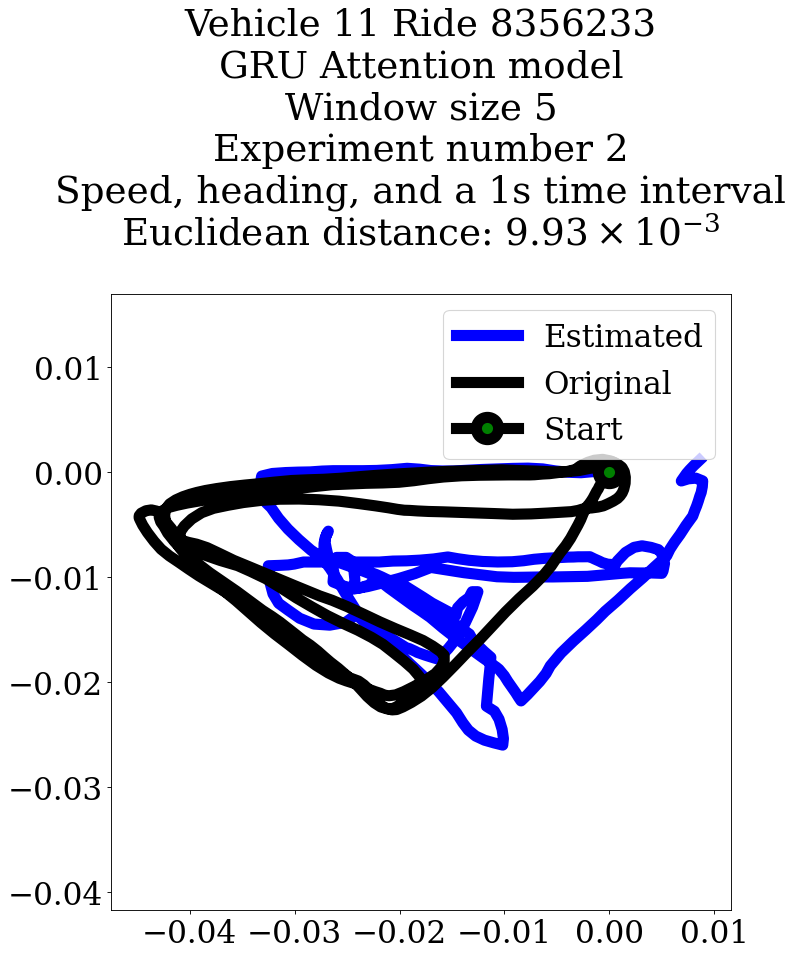 Vehicle 11 Ride 8356233
GRU Attention model
Window size 5
Experiment number 2
Speed, heading, and a 1s time interval
Euclidean distance: 9.93 × 10⁻³
Estimated
Original
Start
0.01
0.00
−0.01
−0.02
−0.03
−0.04
−0.04 −0.03 −0.02 −0.01 0.00 0.01